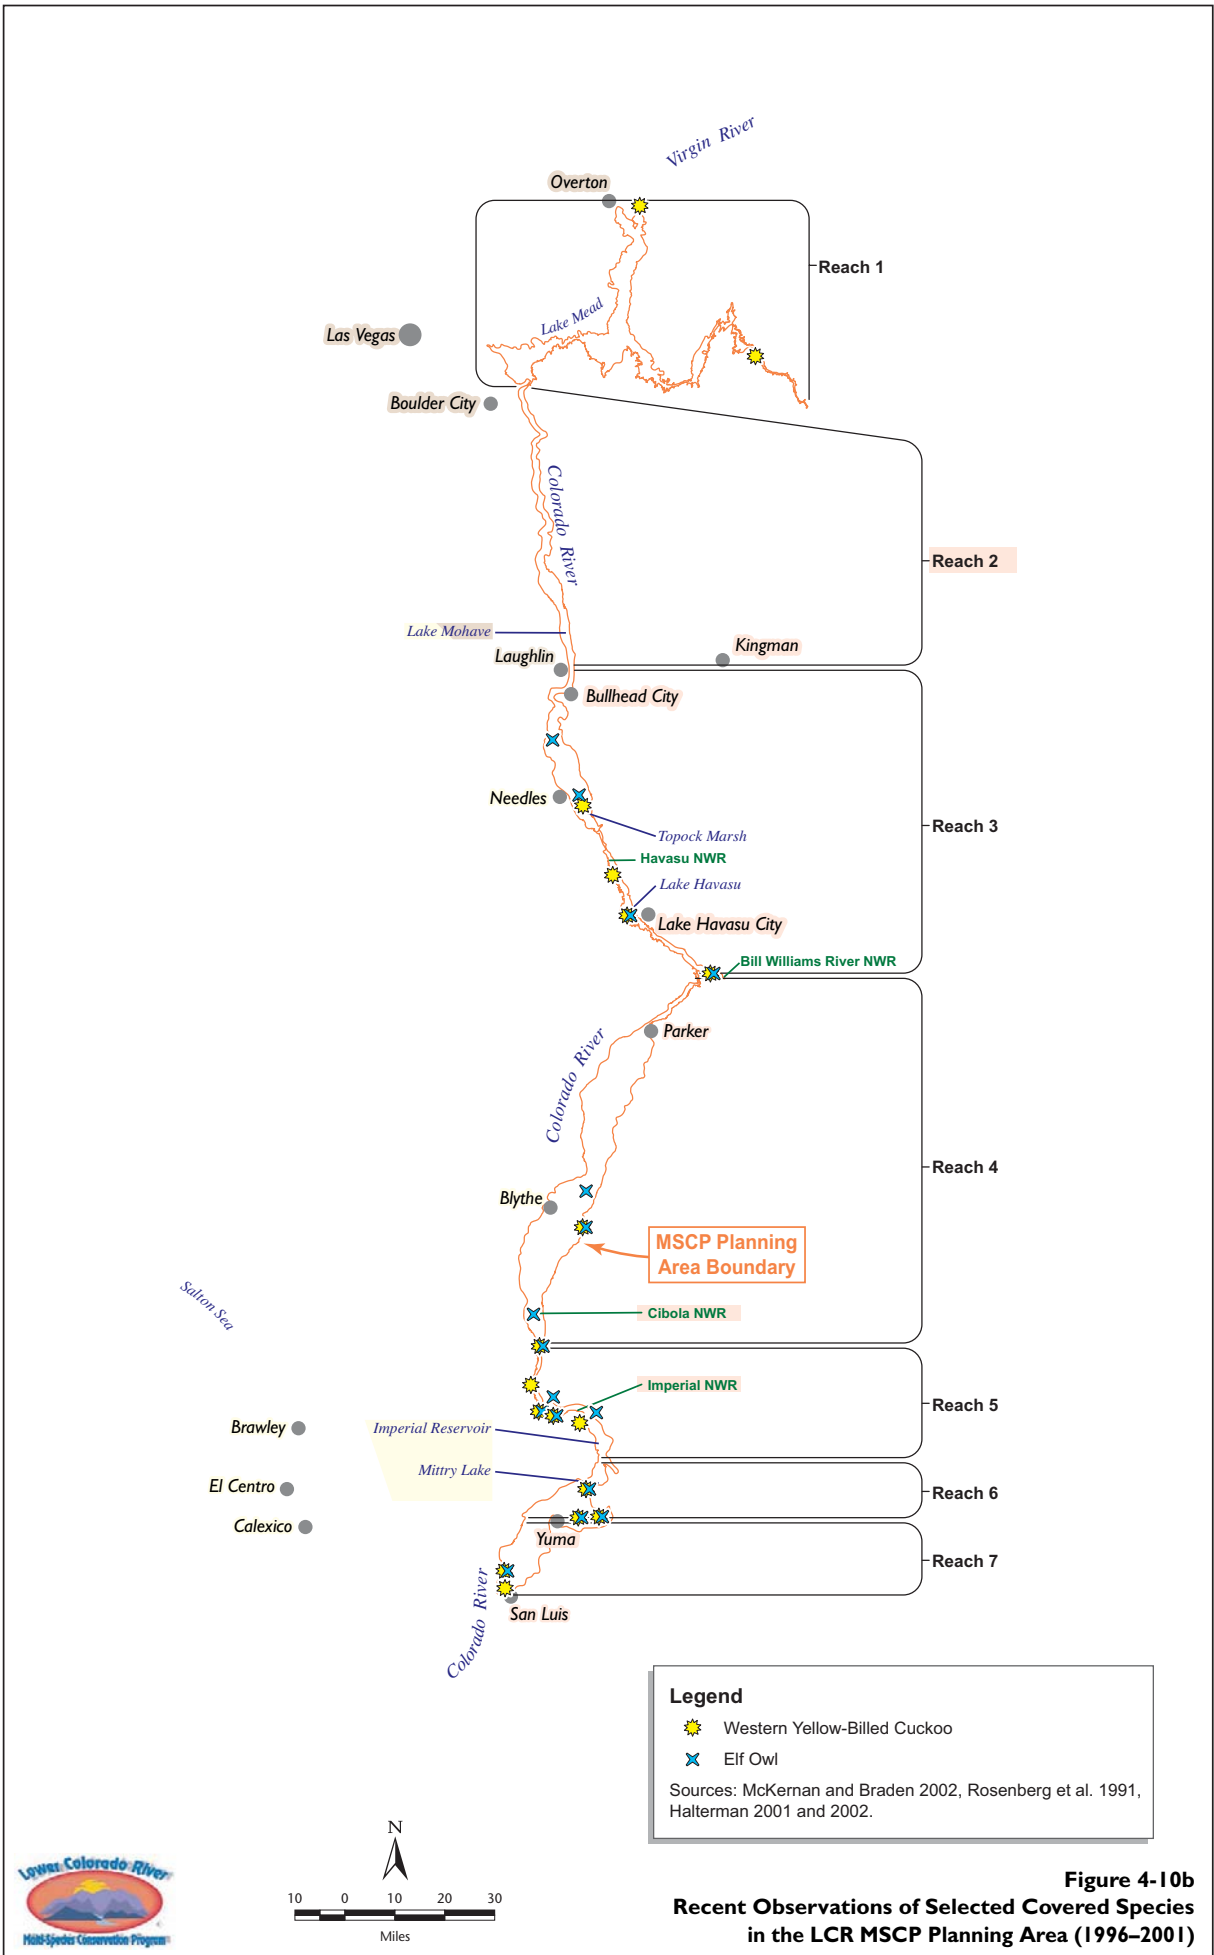 Virgin River
Overton
Reach 1
Lake Mead
Las Vegas
Boulder City
Colorado River
Reach 2
Lake Mohave
Kingman
Laughlin
Bullhead City
Needles
Reach 3
Topock Marsh
Havasu NWR
Lake Havasu
Lake Havasu City
Bill Williams River NWR
Parker
Colorado River
Reach 4
Blythe
MSCP Planning
Area Boundary
Salton Sea
Cibola NWR
Imperial NWR
Reach 5
Brawley
Imperial Reservoir
Mittry Lake
El Centro
Reach 6
Calexico
Yuma
Reach 7
Colorado River
San Luis
Legend
Western Yellow-Billed Cuckoo
Elf Owl
Sources: McKernan and Braden 2002, Rosenberg et al. 1991,
Halterman 2001 and 2002.
N
10 0 10 20 30
Miles
Lower Colorado River
Multi-Species Conservation Program
Figure 4-10b
Recent Observations of Selected Covered Species
in the LCR MSCP Planning Area (1996–2001)